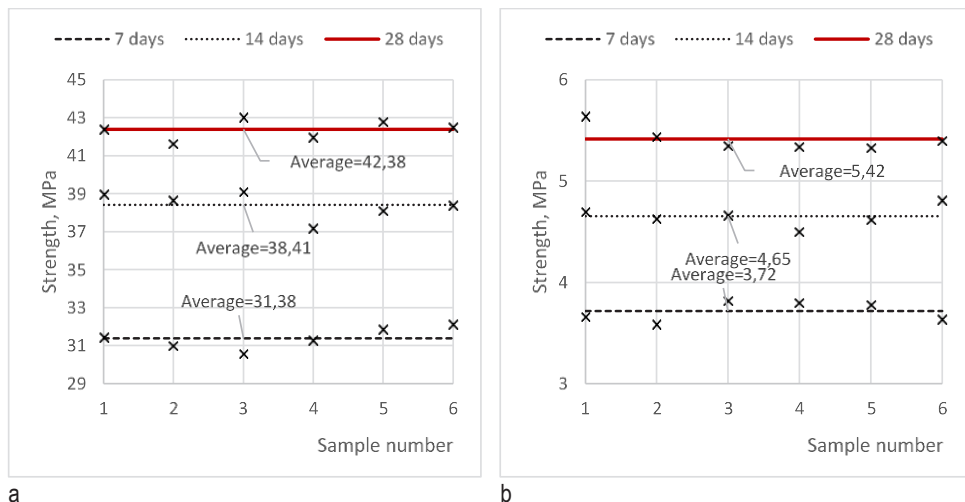 7 days 14 days 28 days
45
43
41
39
37
35
33
31
29
Strength, MPa
Average=42,38
Average=38,41
Average=31,38
1 2 3 4 5 6
Sample number
a
7 days 14 days 28 days
6
5
4
3
Strength, MPa
Average=5,42
Average=4,65
Average=3,72
1 2 3 4 5 6
Sample number
b